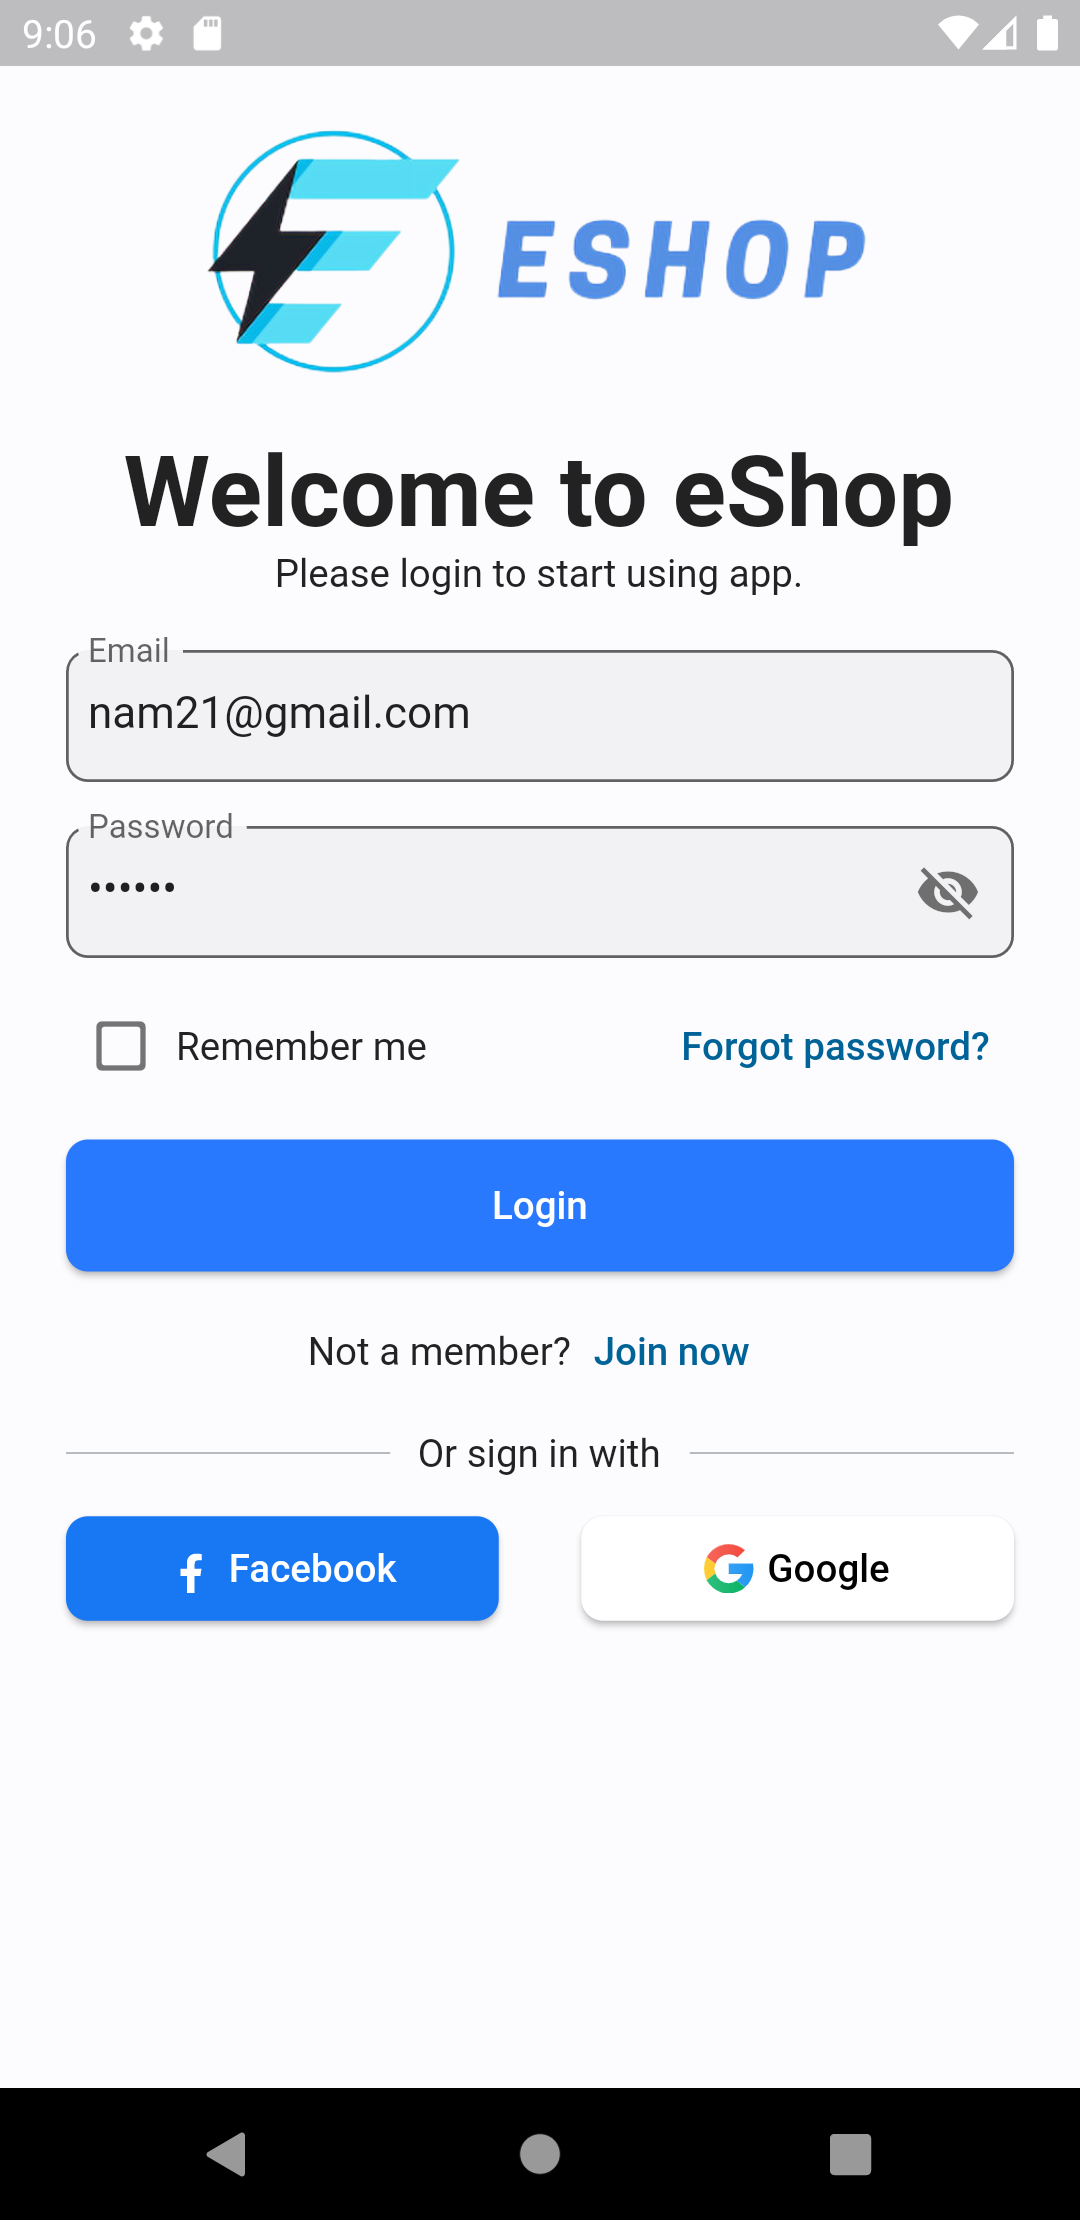 9:06
ESHOP
Welcome to eShop
Please login to start using app.
Email
nam21@gmail.com
Password
••••••
Remember me
Forgot password?
Login
Not a member? Join now
Or sign in with
Facebook
Google